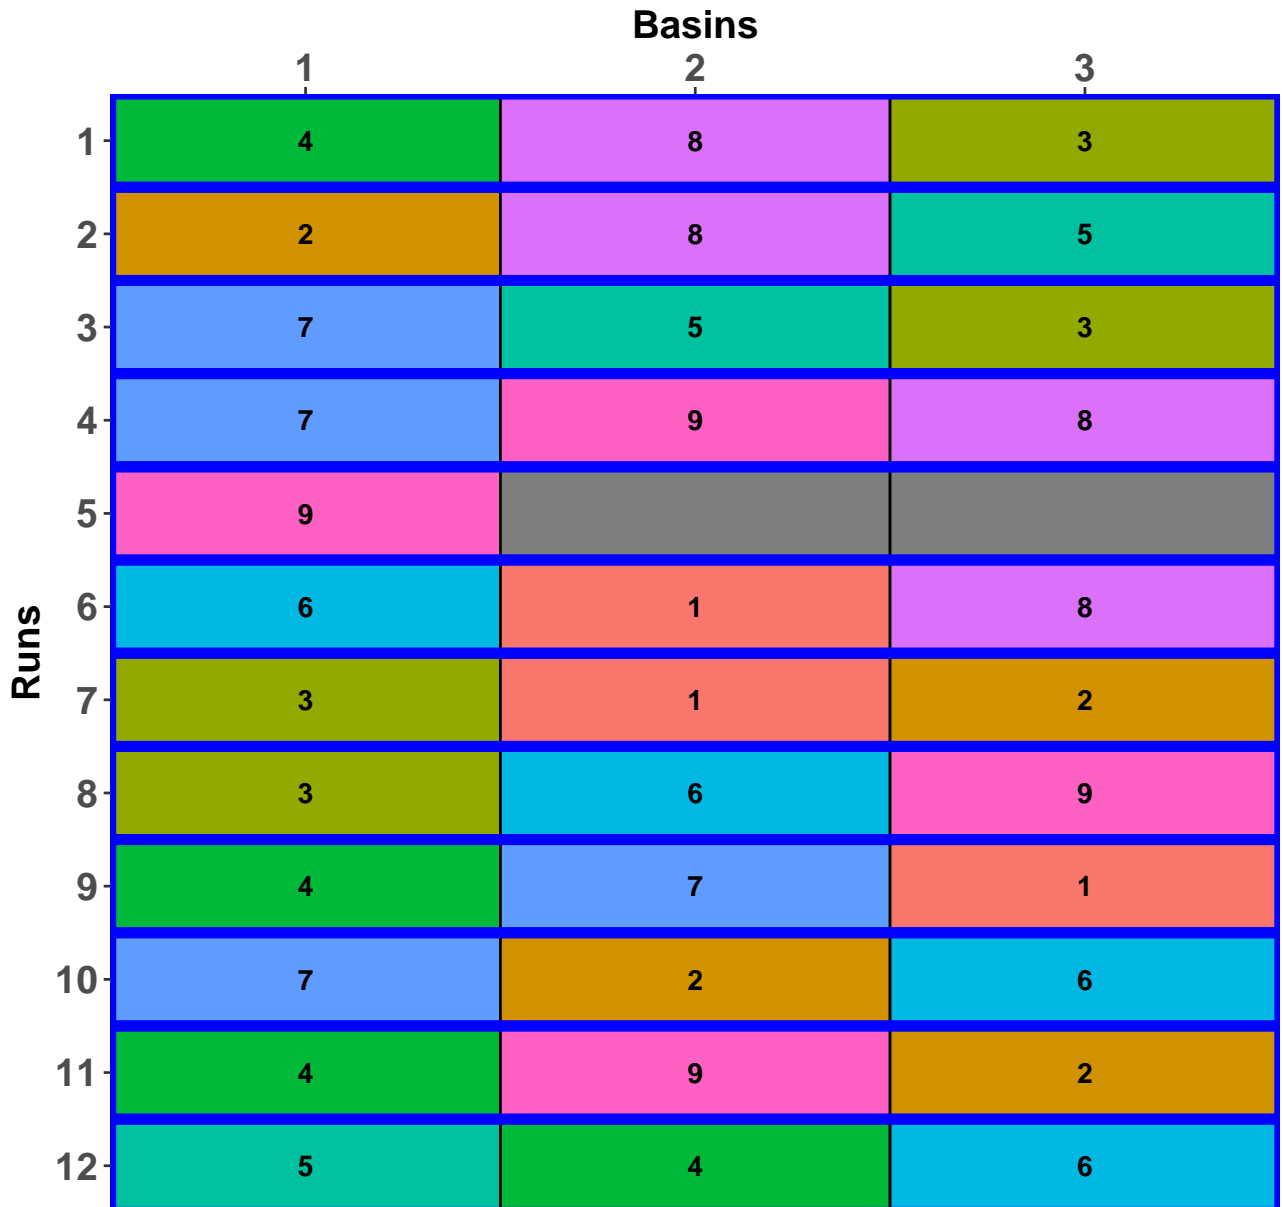 Basins
1 2 3
1 4 8 3
2 2 8 5
3 7 5 3
4 7 9 8
5 9
6 6 1 8
7 3 1 2
8 3 6 9
9 4 7 1
10 7 2 6
11 4 9 2
12 5 4 6
Runs